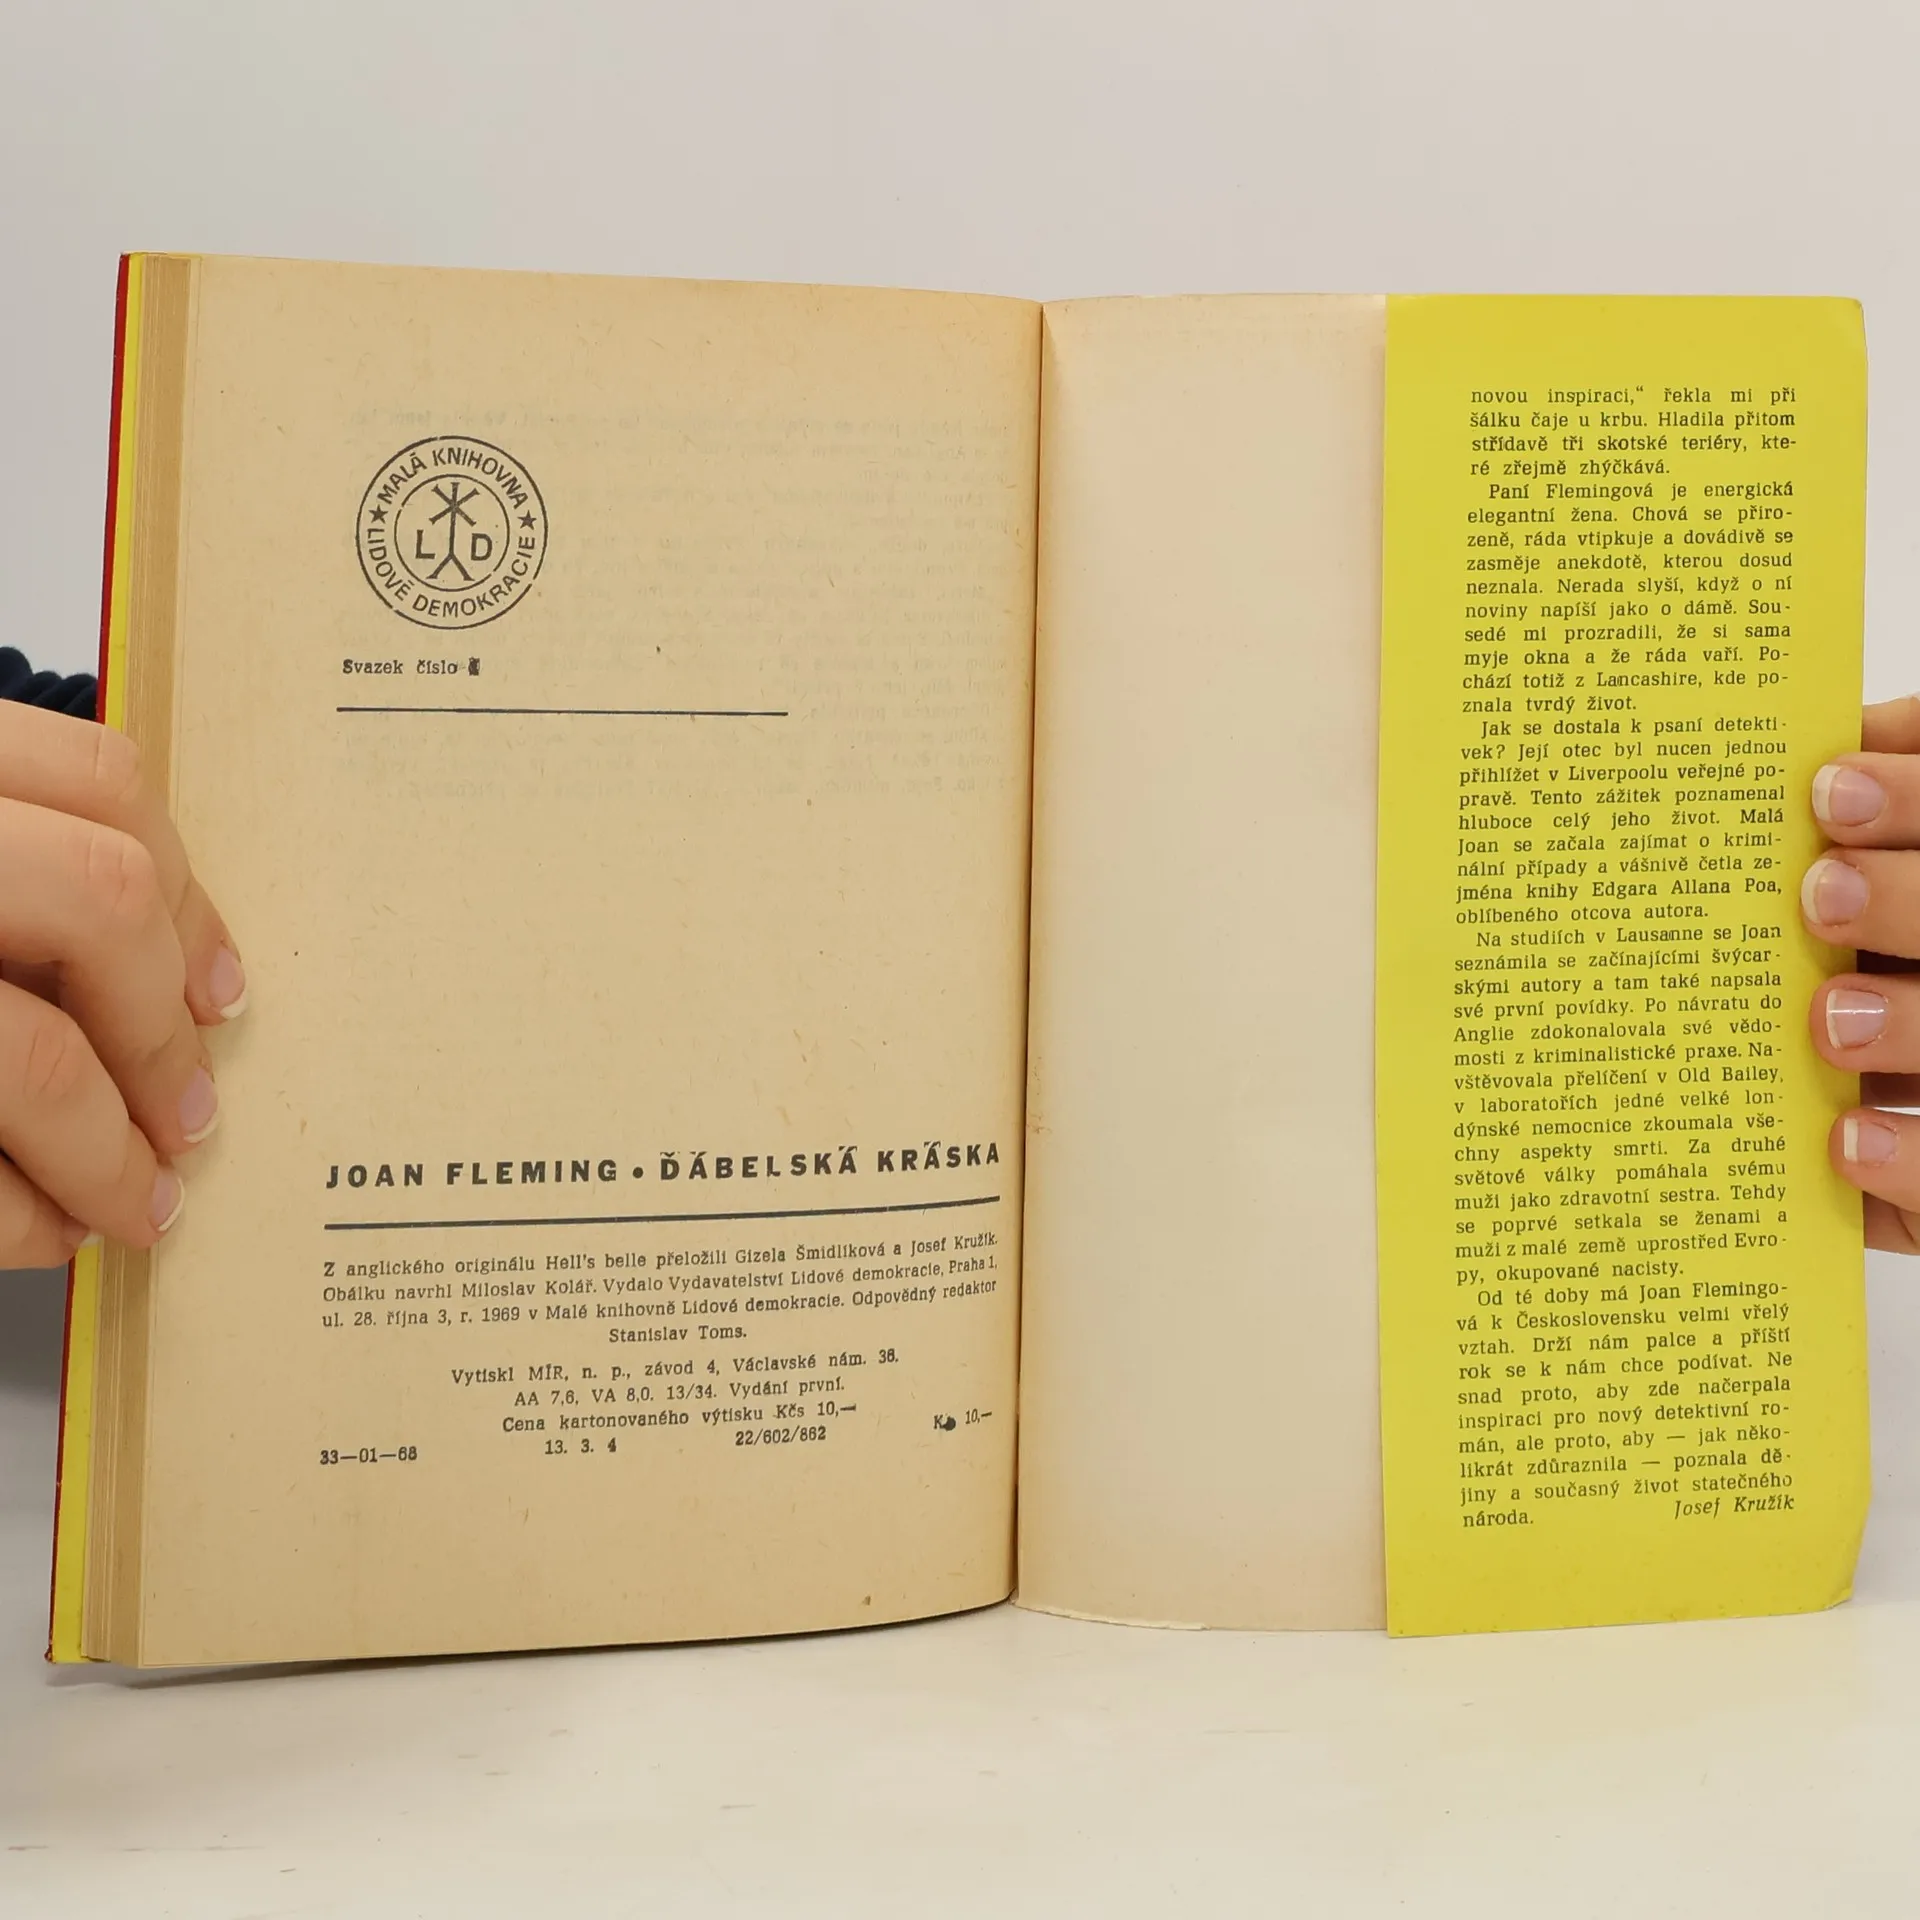 MALÁ KNIHOVNA
LIDOVÉ DEMOKRACIE
L D
Svazek číslo
JOAN FLEMING • ĎÁBELSKÁ KRÁSKA
Z anglického originálu Hell's belle přeložili Gizela Šmidlíková a Josef Kružík.
Obálku navrhl Miloslav Kolář. Vydalo Vydavatelství Lidové demokracie, Praha 1,
ul. 28. října 3, r. 1969 v Malé knihovně Lidové demokracie. Odpovědný redaktor
Stanislav Toms.
Vytiskl MÍR, n. p., závod 4, Václavské nám. 36.
AA 7,6, VA 8,0. 13/34. Vydání první.
Cena kartonovaného výtisku Kčs 10,—
13. 3. 4 22/602/862 10,—
33—01—68
novou inspiraci,“ řekla mi při
šálku čaje u krbu. Hladila přitom
střídavě tři skotské teriéry, kte-
ré zřejmě zhýčkává.
Paní Flemingová je energická
elegantní žena. Chová se přiro-
zeně, ráda vtipkuje a dovádivě se
zasměje anekdotě, kterou dosud
neznala. Nerada slyší, když o ní
noviny napíší jako o dámě. Sou-
sedé mi prozradili, že si sama
myje okna a že ráda vaří. Po-
chází totiž z Lancashire, kde po-
znala tvrdý život.
Jak se dostala k psaní detekti-
vek? Její otec byl nucen jednou
přihlížet v Liverpoolu veřejné po-
pravě. Tento zážitek poznamenal
hluboce celý jeho život. Malá
Joan se začala zajímat o krimi-
nální případy a vášnivě četla ze-
jména knihy Edgara Allana Poa,
oblíbeného otcova autora.
Na studiích v Lausanne se Joan
seznámila se začínajícími švýcar-
skými autory a tam také napsala
své první povídky. Po návratu do
Anglie zdokonalovala své vědo-
mosti z kriminalistické praxe. Na-
vštěvovala přelíčení v Old Bailey,
v laboratořích jedné velké lon-
dýnské nemocnice zkoumala vše-
chny aspekty smrti. Za druhé
světové války pomáhala svému
muži jako zdravotní sestra. Tehdy
se poprvé setkala se ženami a
muži z malé země uprostřed Evro-
py, okupované nacisty.
Od té doby má Joan Flemingo-
vá k Československu velmi vřelý
vztah. Drží nám palce a příští
rok se k nám chce podívat. Ne
snad proto, aby zde načerpala
inspiraci pro nový detektivní ro-
mán, ale proto, aby — jak něko-
likrát zdůraznila — poznala dě-
jiny a současný život statečného
národa. Josef Kružík